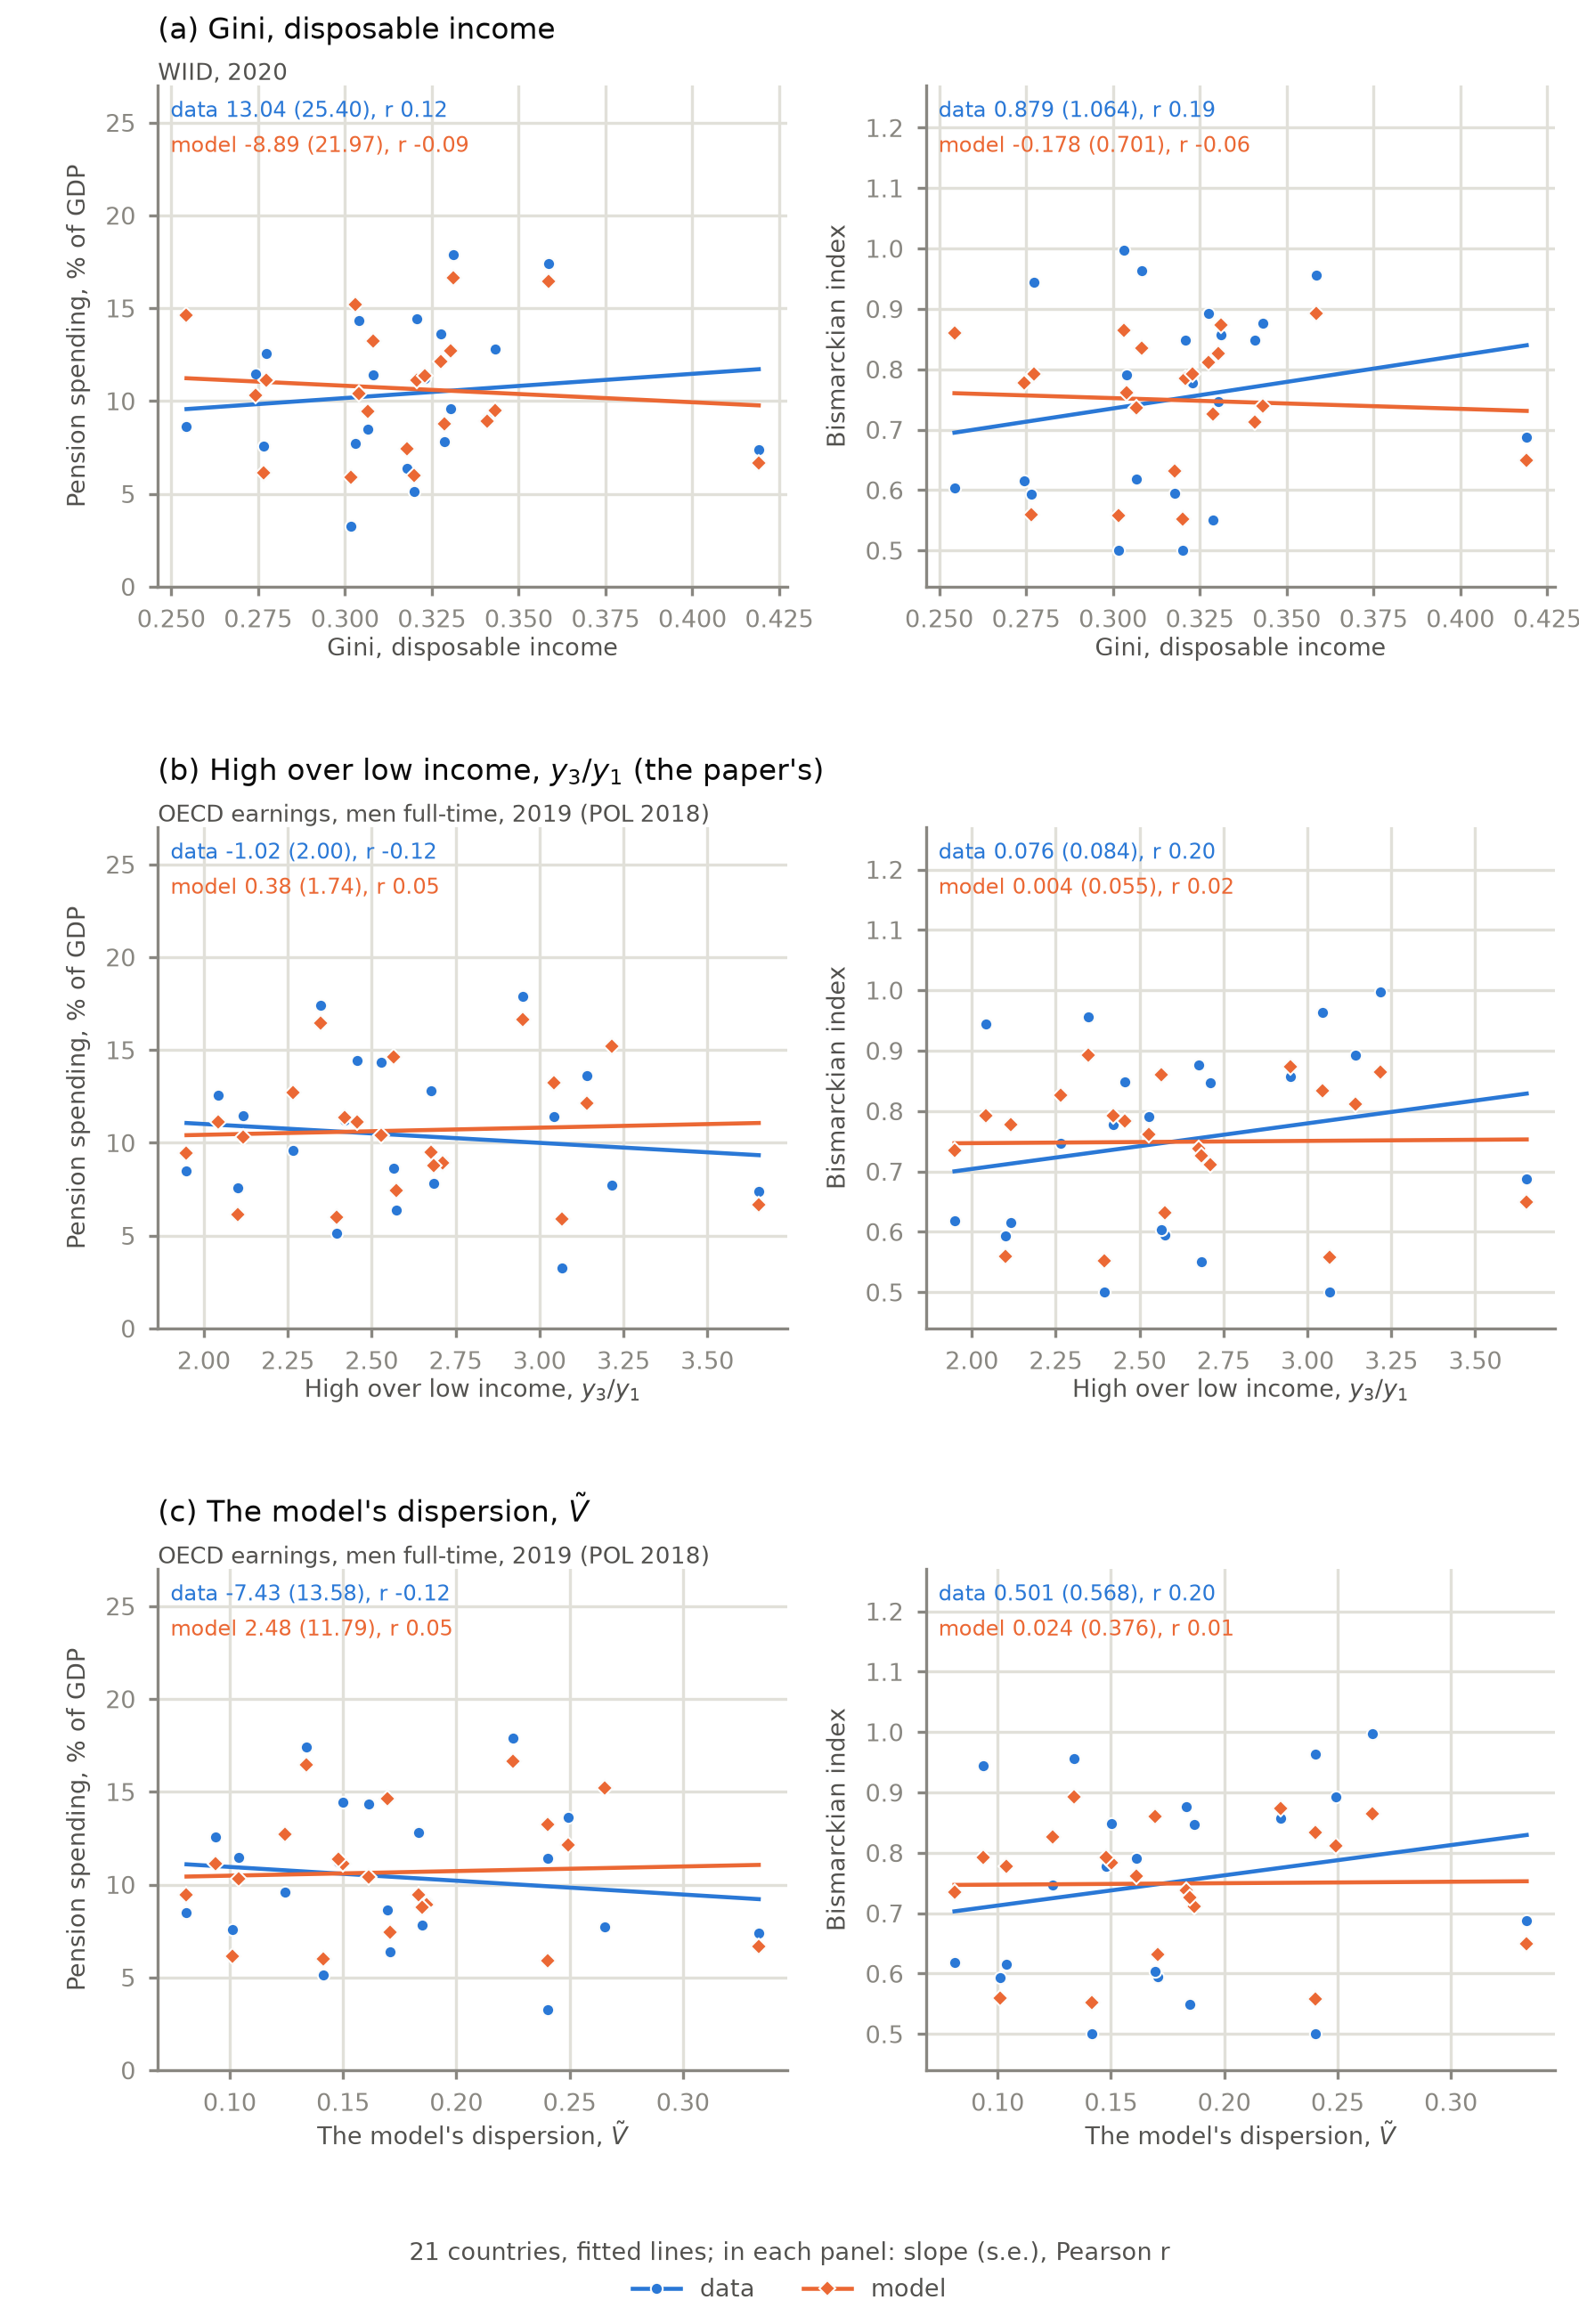 (a) Gini, disposable income
WIID, 2020
data 13.04 (25.40), r 0.12
model -8.89 (21.97), r -0.09
Pension spending, % of GDP
25
20
15
10
5
0
0.250 0.275 0.300 0.325 0.350 0.375 0.400 0.425
Gini, disposable income
data 0.879 (1.064), r 0.19
model -0.178 (0.701), r -0.06
Bismarckian index
1.2
1.1
1.0
0.9
0.8
0.7
0.6
0.5
0.250 0.275 0.300 0.325 0.350 0.375 0.400 0.425
Gini, disposable income
(b) High over low income, y₃/y₁ (the paper's)
OECD earnings, men full-time, 2019 (POL 2018)
data -1.02 (2.00), r -0.12
model 0.38 (1.74), r 0.05
Pension spending, % of GDP
25
20
15
10
5
0
2.00 2.25 2.50 2.75 3.00 3.25 3.50
High over low income, y₃/y₁
data 0.076 (0.084), r 0.20
model 0.004 (0.055), r 0.02
Bismarckian index
1.2
1.1
1.0
0.9
0.8
0.7
0.6
0.5
2.00 2.25 2.50 2.75 3.00 3.25 3.50
High over low income, y₃/y₁
(c) The model's dispersion, Ṽ
OECD earnings, men full-time, 2019 (POL 2018)
data -7.43 (13.58), r -0.12
model 2.48 (11.79), r 0.05
Pension spending, % of GDP
25
20
15
10
5
0
0.10 0.15 0.20 0.25 0.30
The model's dispersion, Ṽ
data 0.501 (0.568), r 0.20
model 0.024 (0.376), r 0.01
Bismarckian index
1.2
1.1
1.0
0.9
0.8
0.7
0.6
0.5
0.10 0.15 0.20 0.25 0.30
The model's dispersion, Ṽ
21 countries, fitted lines; in each panel: slope (s.e.), Pearson r
data model